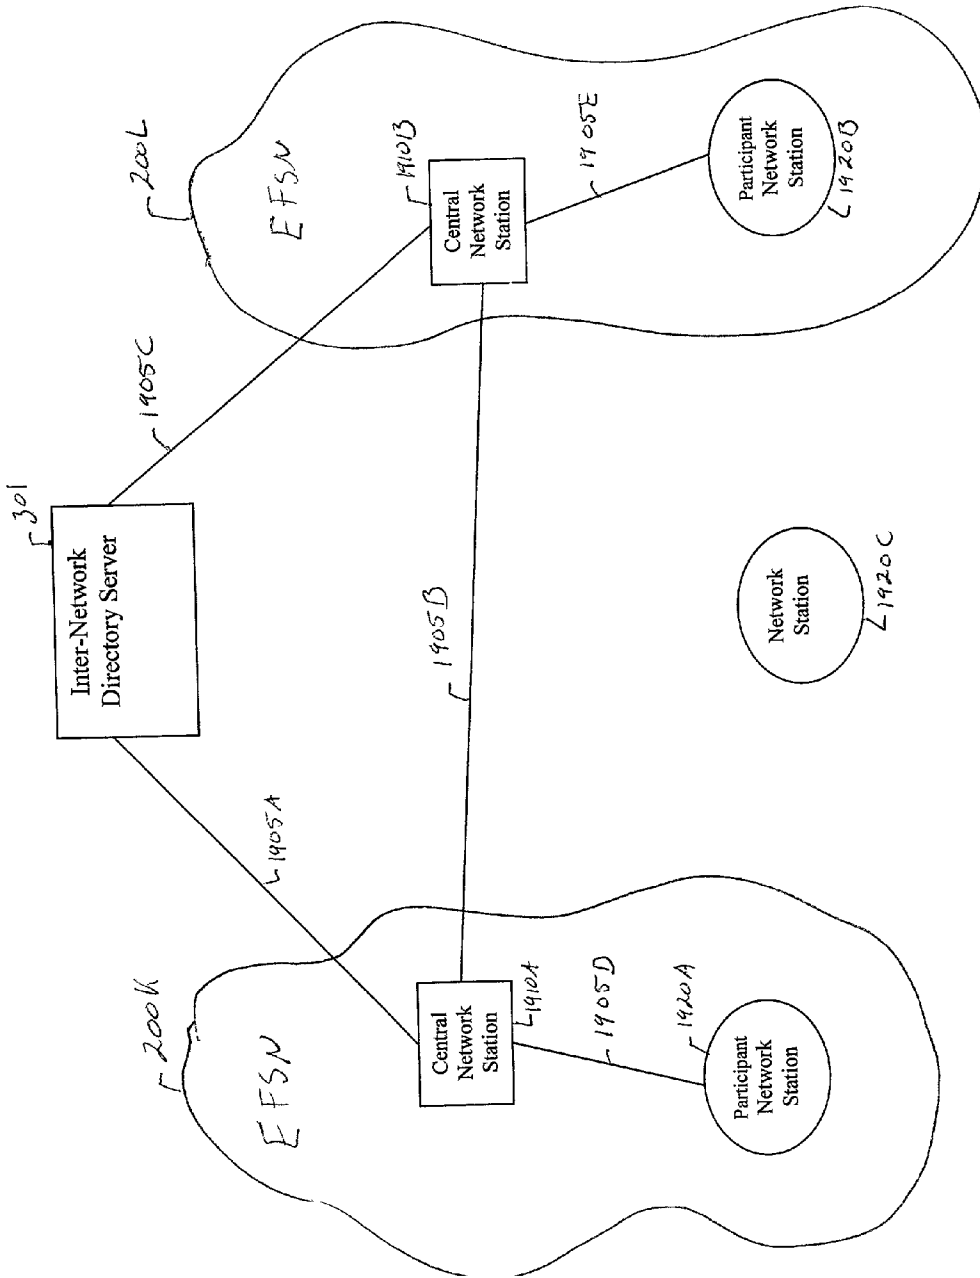 301
Inter-Network
Directory Server
1905A
1905C
200K
EFSN
200L
EFSN
Central
Network
Station
1910A
1905B
Central
Network
Station
1910B
1905D
1905E
Participant
Network
Station
1920A
Network
Station
1920C
Participant
Network
Station
1920B